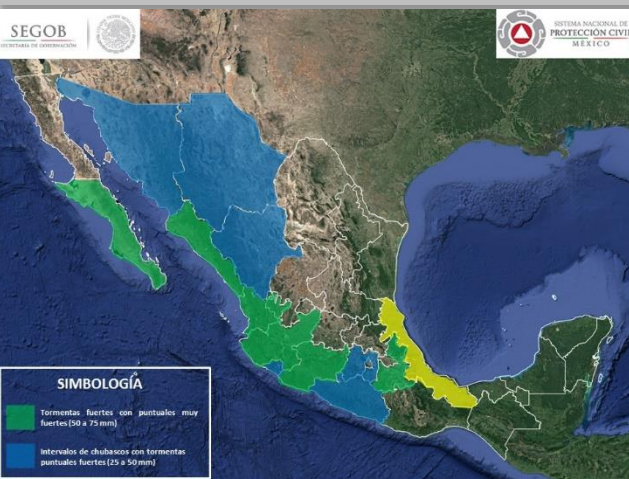 SEGOB
SECRETARÍA DE GOBERNACIÓN
SISTEMA NACIONAL DE
PROTECCIÓN CIVIL
MÉXICO
SIMBOLOGÍA
Tormentas fuertes con puntuales muy
fuertes (50 a 75 mm)
Intervalos de chubascos con tormentas
puntuales fuertes (25 a 50 mm)